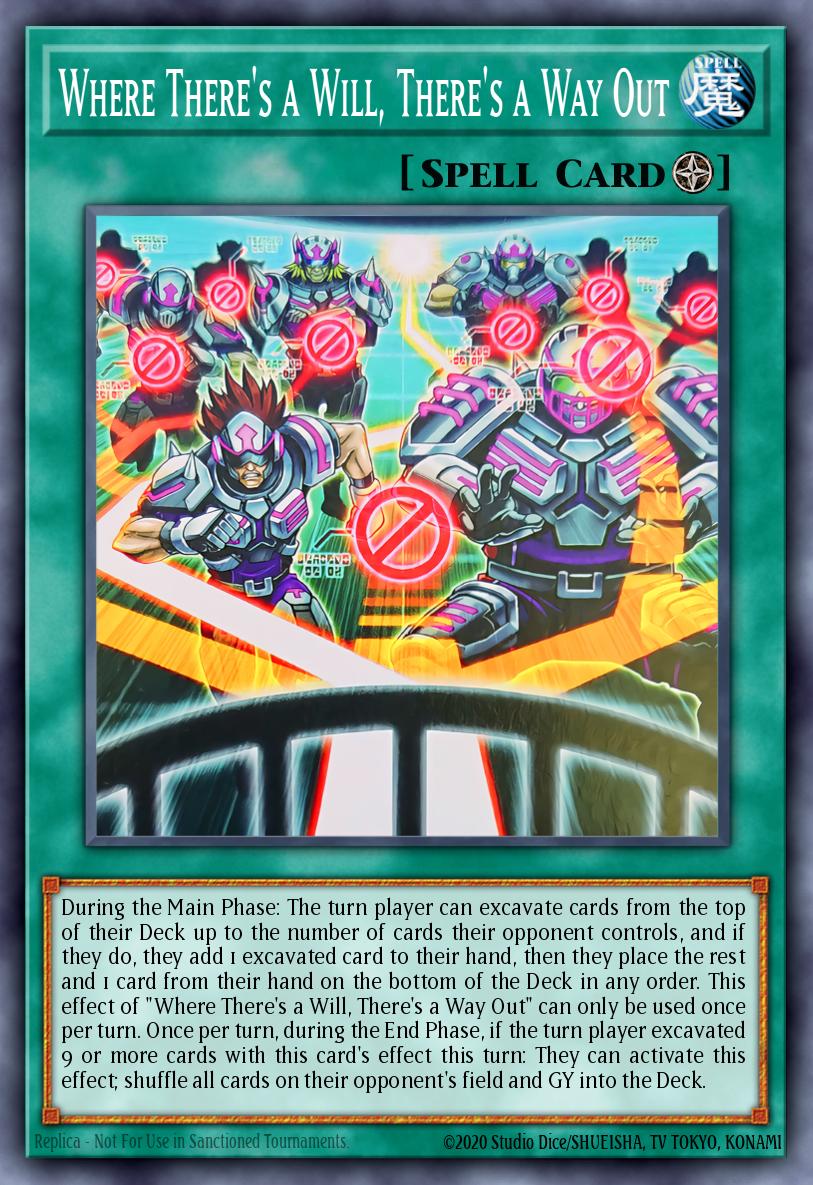 Where There's a Will, There's a Way Out
SPELL
魔
[Spell Card]
During the Main Phase: The turn player can excavate cards from the top
of their Deck up to the number of cards their opponent controls, and if
they do, they add 1 excavated card to their hand, then they place the rest
and 1 card from their hand on the bottom of the Deck in any order. This
effect of "Where There's a Will, There's a Way Out" can only be used once
per turn. Once per turn, during the End Phase, if the turn player excavated
9 or more cards with this card's effect this turn: They can activate this
effect; shuffle all cards on their opponent's field and GY into the Deck.
Replica - Not For Use in Sanctioned Tournaments.
©2020 Studio Dice/SHUEISHA, TV TOKYO, KONAMI